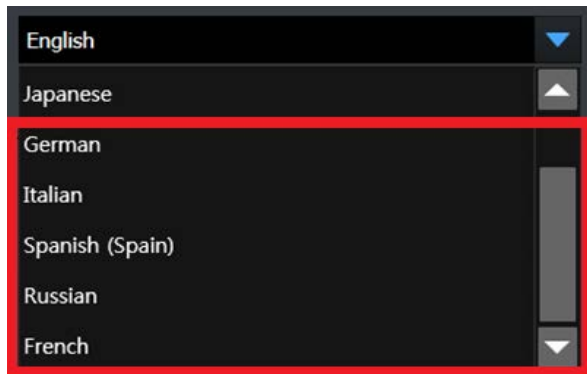 English
Japanese
German
Italian
Spanish (Spain)
Russian
French